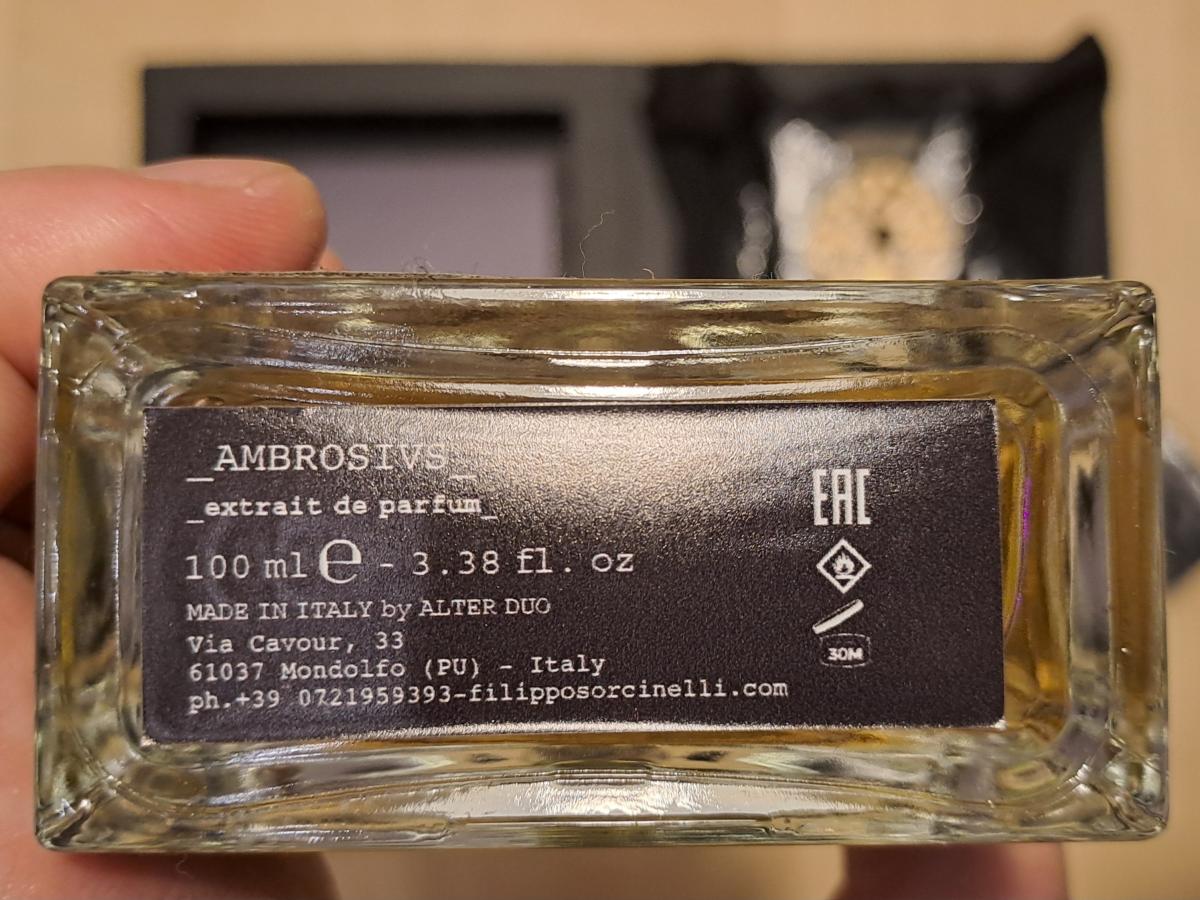 _AMBROSIVS_
_extrait de parfum_
100 ml e - 3.38 fl. oz
MADE IN ITALY by ALTER DUO
Via Cavour, 33
61037 Mondolfo (PU) - Italy
ph.+39 0721959393-filipposorcinelli.com
EAC
30M